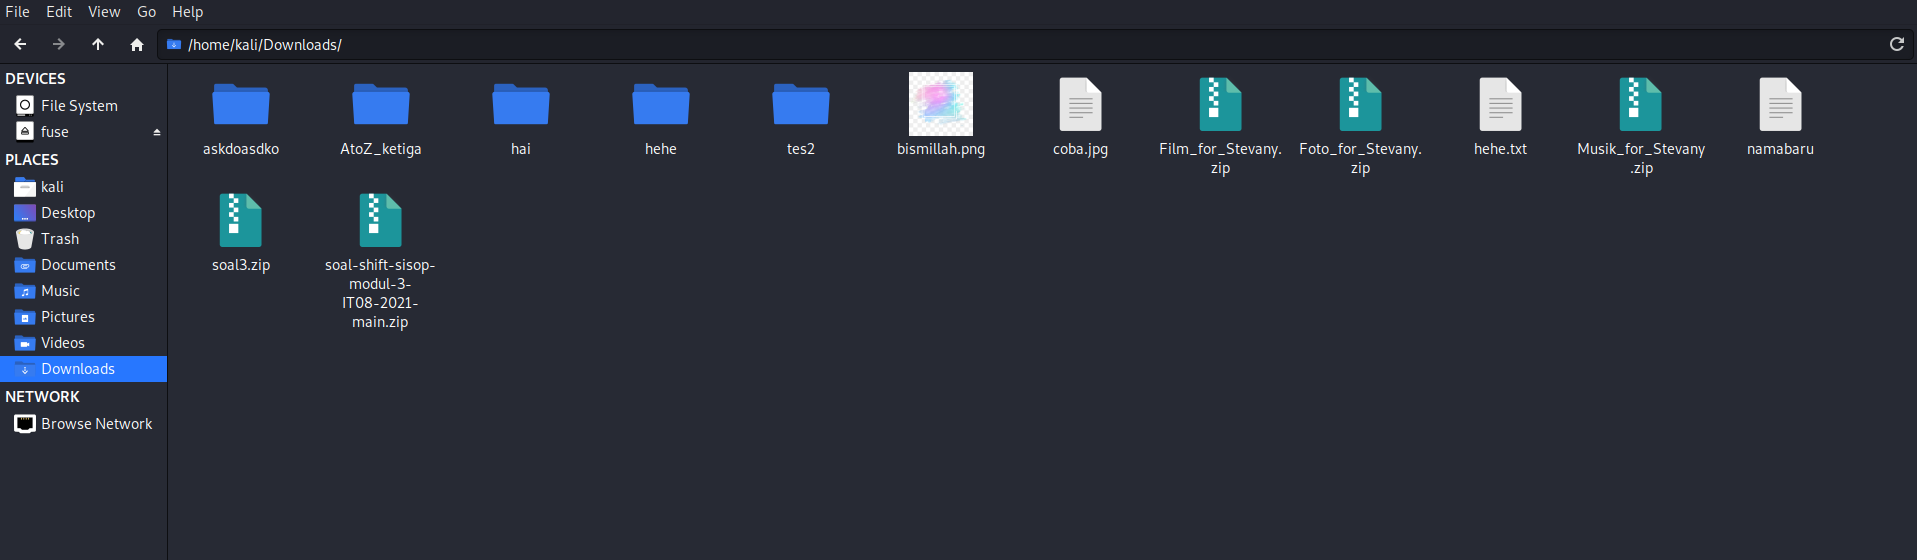 File Edit View Go Help
/home/kali/Downloads/
DEVICES
File System
fuse
PLACES
kali
Desktop
Trash
Documents
Music
Pictures
Videos
Downloads
NETWORK
Browse Network
askdoasdko
AtoZ_ketiga
hai
hehe
tes2
bismillah.png
coba.jpg
Film_for_Stevany.
zip
Foto_for_Stevany.
zip
hehe.txt
Musik_for_Stevany
.zip
namabaru
soal3.zip
soal-shift-sisop-
modul-3-
IT08-2021-
main.zip